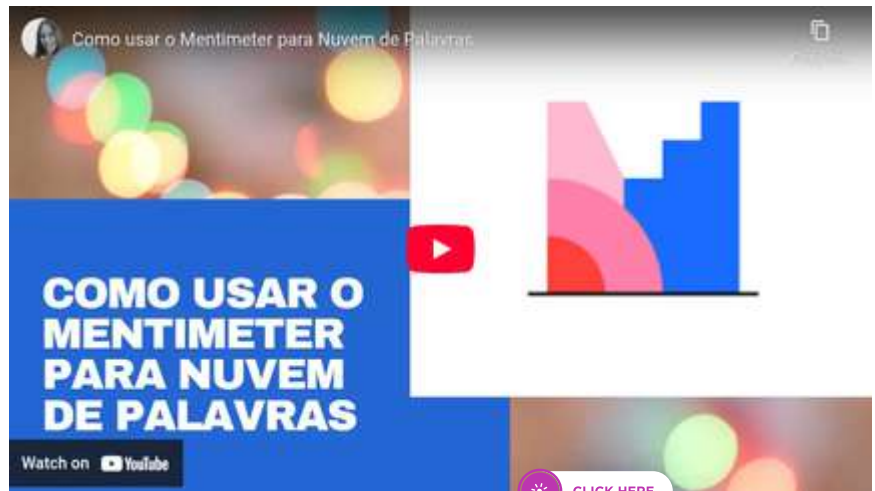 Como usar o Mentimeter para Nuvem de Palavras
COMO USAR O
MENTIMETER
PARA NUVEM
DE PALAVRAS
Watch on YouTube
CLICK HERE